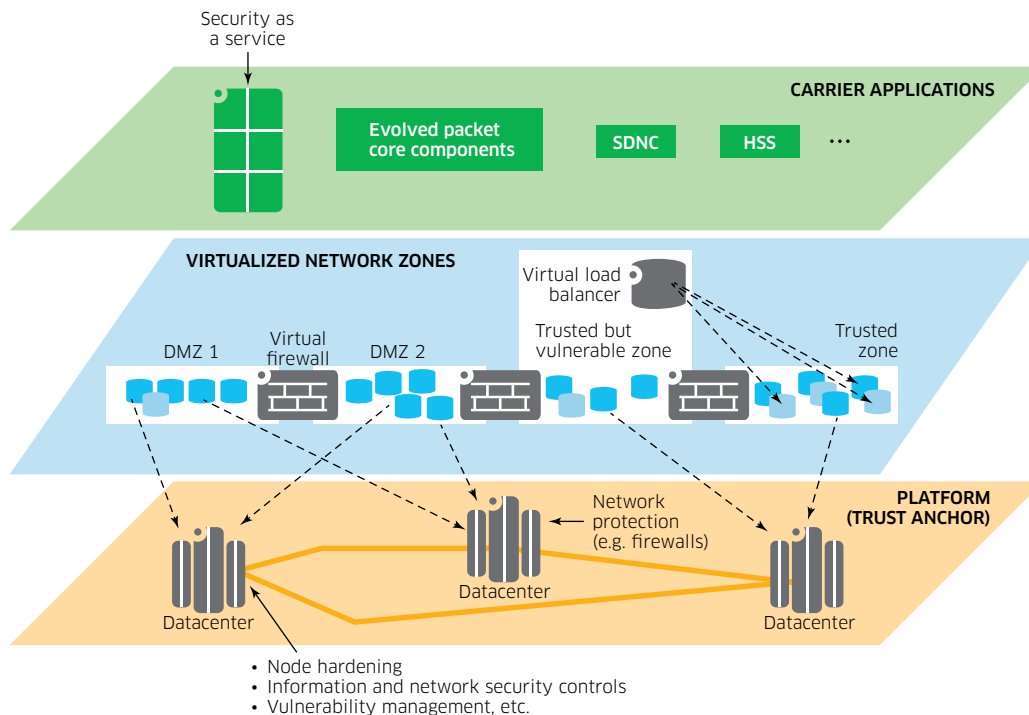 Security as
a service
CARRIER APPLICATIONS
Evolved packet
core components
SDNC
HSS
...
VIRTUALIZED NETWORK ZONES
Virtual load
balancer
DMZ 1
Virtual
firewall
DMZ 2
Trusted but
vulnerable zone
Trusted
zone
PLATFORM
(TRUST ANCHOR)
Network
protection
(e.g. firewalls)
Datacenter
Datacenter
Datacenter
• Node hardening
• Information and network security controls
• Vulnerability management, etc.